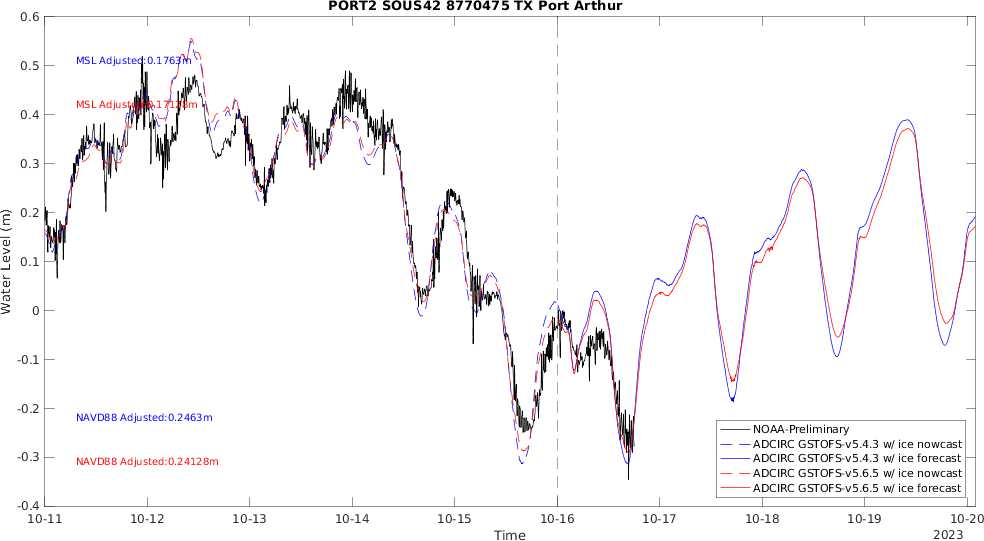 PORT2 SOUS42 8770475 TX Port Arthur
0.6
0.5
0.4
0.3
0.2
0.1
0
-0.1
-0.2
-0.3
-0.4
Water Level (m)
MSL Adjusted:0.1763m
MSL Adjusted:0.17128m
NAVD88 Adjusted:0.2463m
NAVD88 Adjusted:0.24128m
NOAA-Preliminary
ADCIRC GSTOFS-v5.4.3 w/ ice nowcast
ADCIRC GSTOFS-v5.4.3 w/ ice forecast
ADCIRC GSTOFS-v5.6.5 w/ ice nowcast
ADCIRC GSTOFS-v5.6.5 w/ ice forecast
10-11 10-12 10-13 10-14 10-15 10-16 10-17 10-18 10-19 10-20
Time
2023